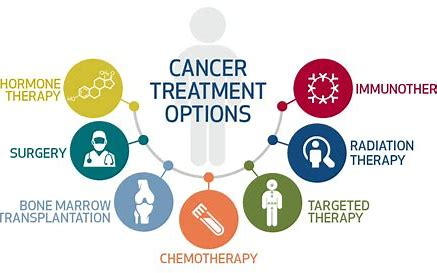 CANCER
TREATMENT
OPTIONS
HORMONE
THERAPY
IMMUNOTHER
SURGERY
RADIATION
THERAPY
BONE MARROW
TRANSPLANTATION
TARGETED
THERAPY
CHEMOTHERAPY